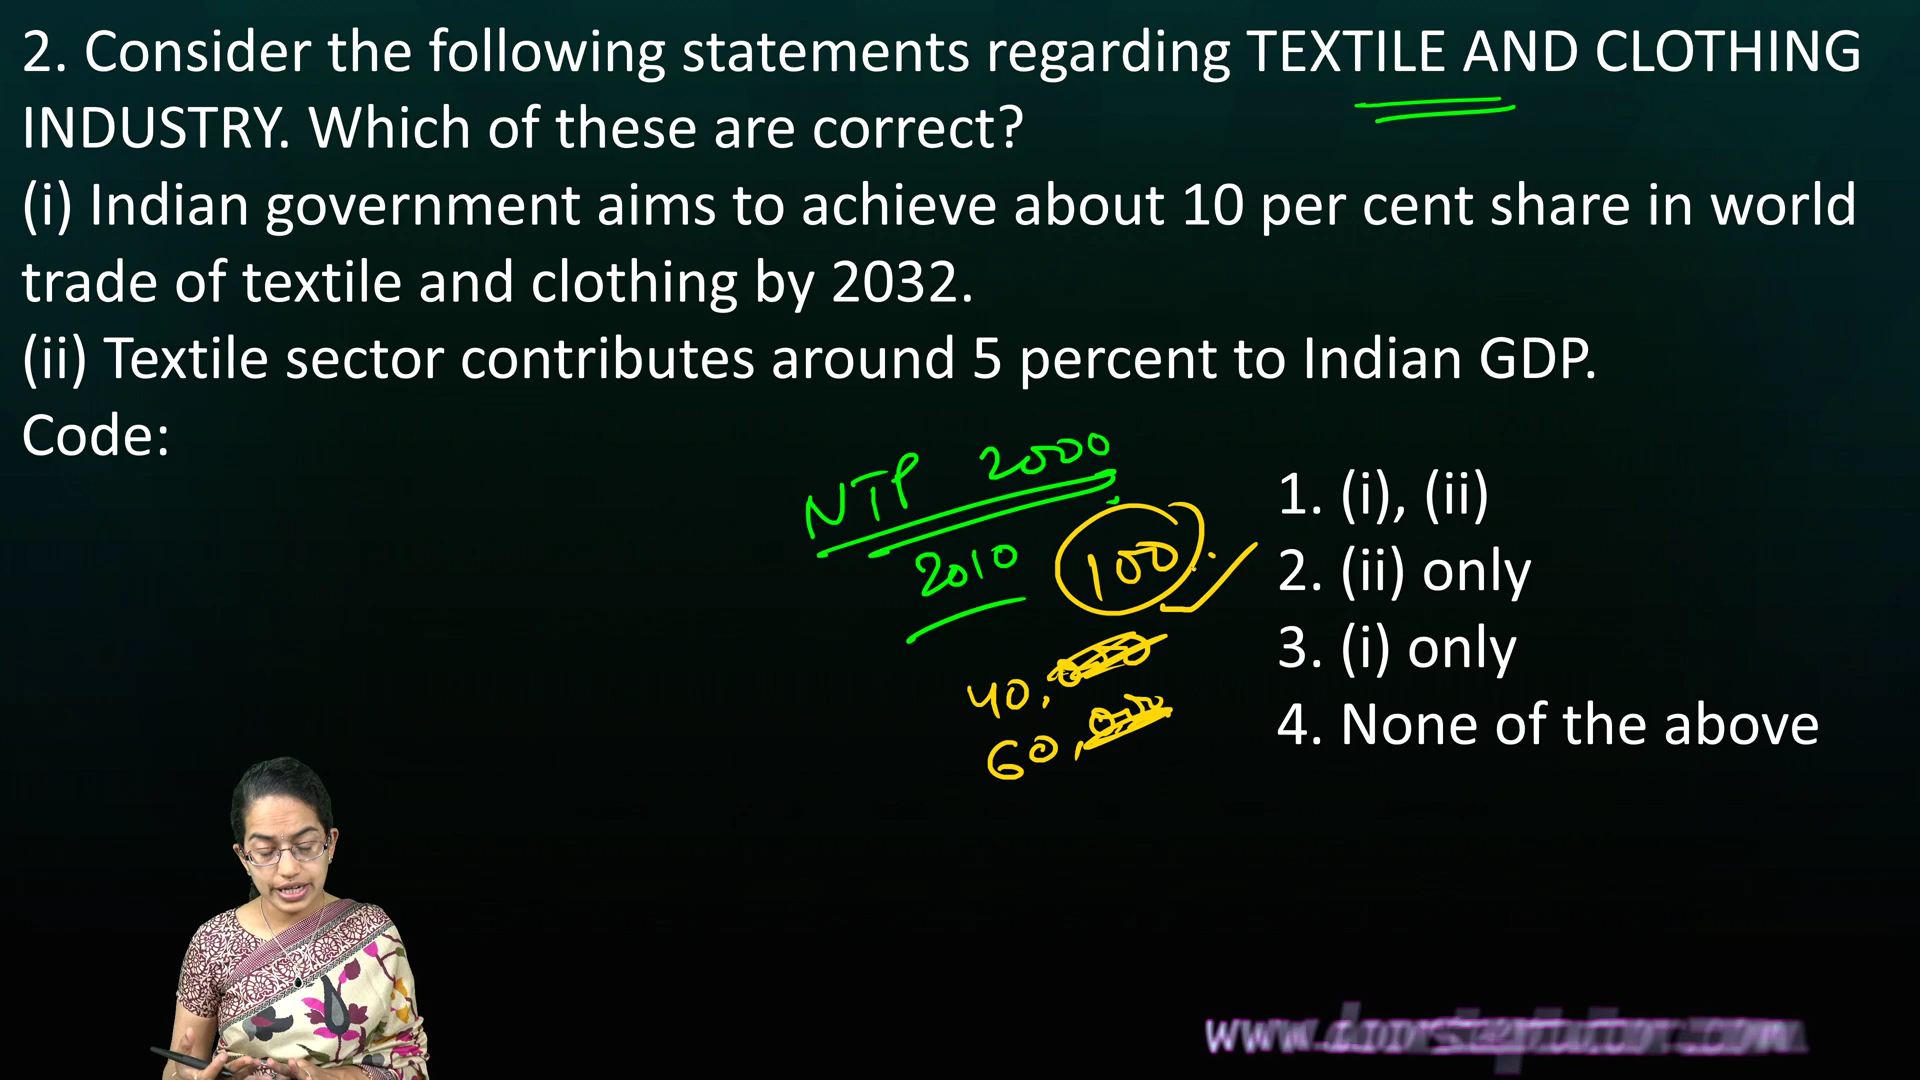 2. Consider the following statements regarding TEXTILE AND CLOTHING
INDUSTRY. Which of these are correct?
(i) Indian government aims to achieve about 10 per cent share in world
trade of textile and clothing by 2032.
(ii) Textile sector contributes around 5 percent to Indian GDP.
Code:
NTP 2000
2010 100
40,
60,
1. (i), (ii)
2. (ii) only
3. (i) only
4. None of the above
www.doorsteptutor.com